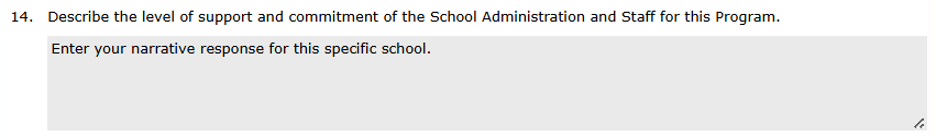 14. Describe the level of support and commitment of the School Administration and Staff for this Program.
Enter your narrative response for this specific school.